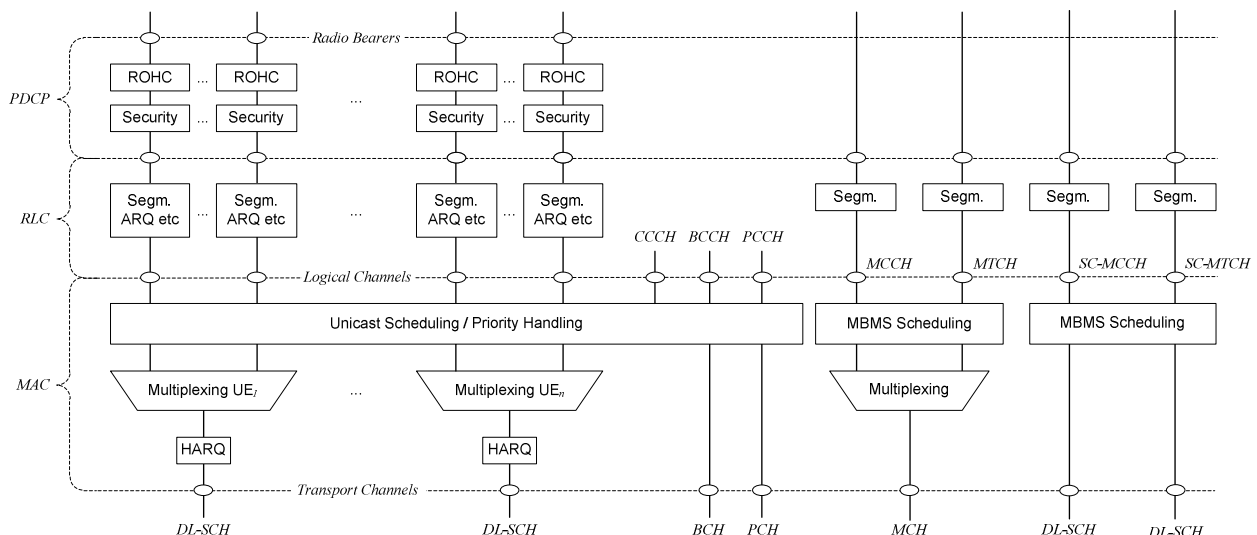 Radio Bearers
ROHC ... ROHC ROHC ... ROHC
PDCP
...
Security ... Security Security ... Security
Segm. Segm. Segm. Segm. Segm. Segm. Segm. Segm.
RLC
ARQ etc ... ARQ etc ... ARQ etc ... ARQ etc
CCCH BCCH PCCH
Logical Channels MCCH MTCH SC-MCCH SC-MTCH
Unicast Scheduling / Priority Handling MBMS Scheduling MBMS Scheduling
MAC
Multiplexing UE1 ... Multiplexing UEn Multiplexing
HARQ HARQ
Transport Channels
DL-SCH DL-SCH BCH PCH MCH DL-SCH DL-SCH